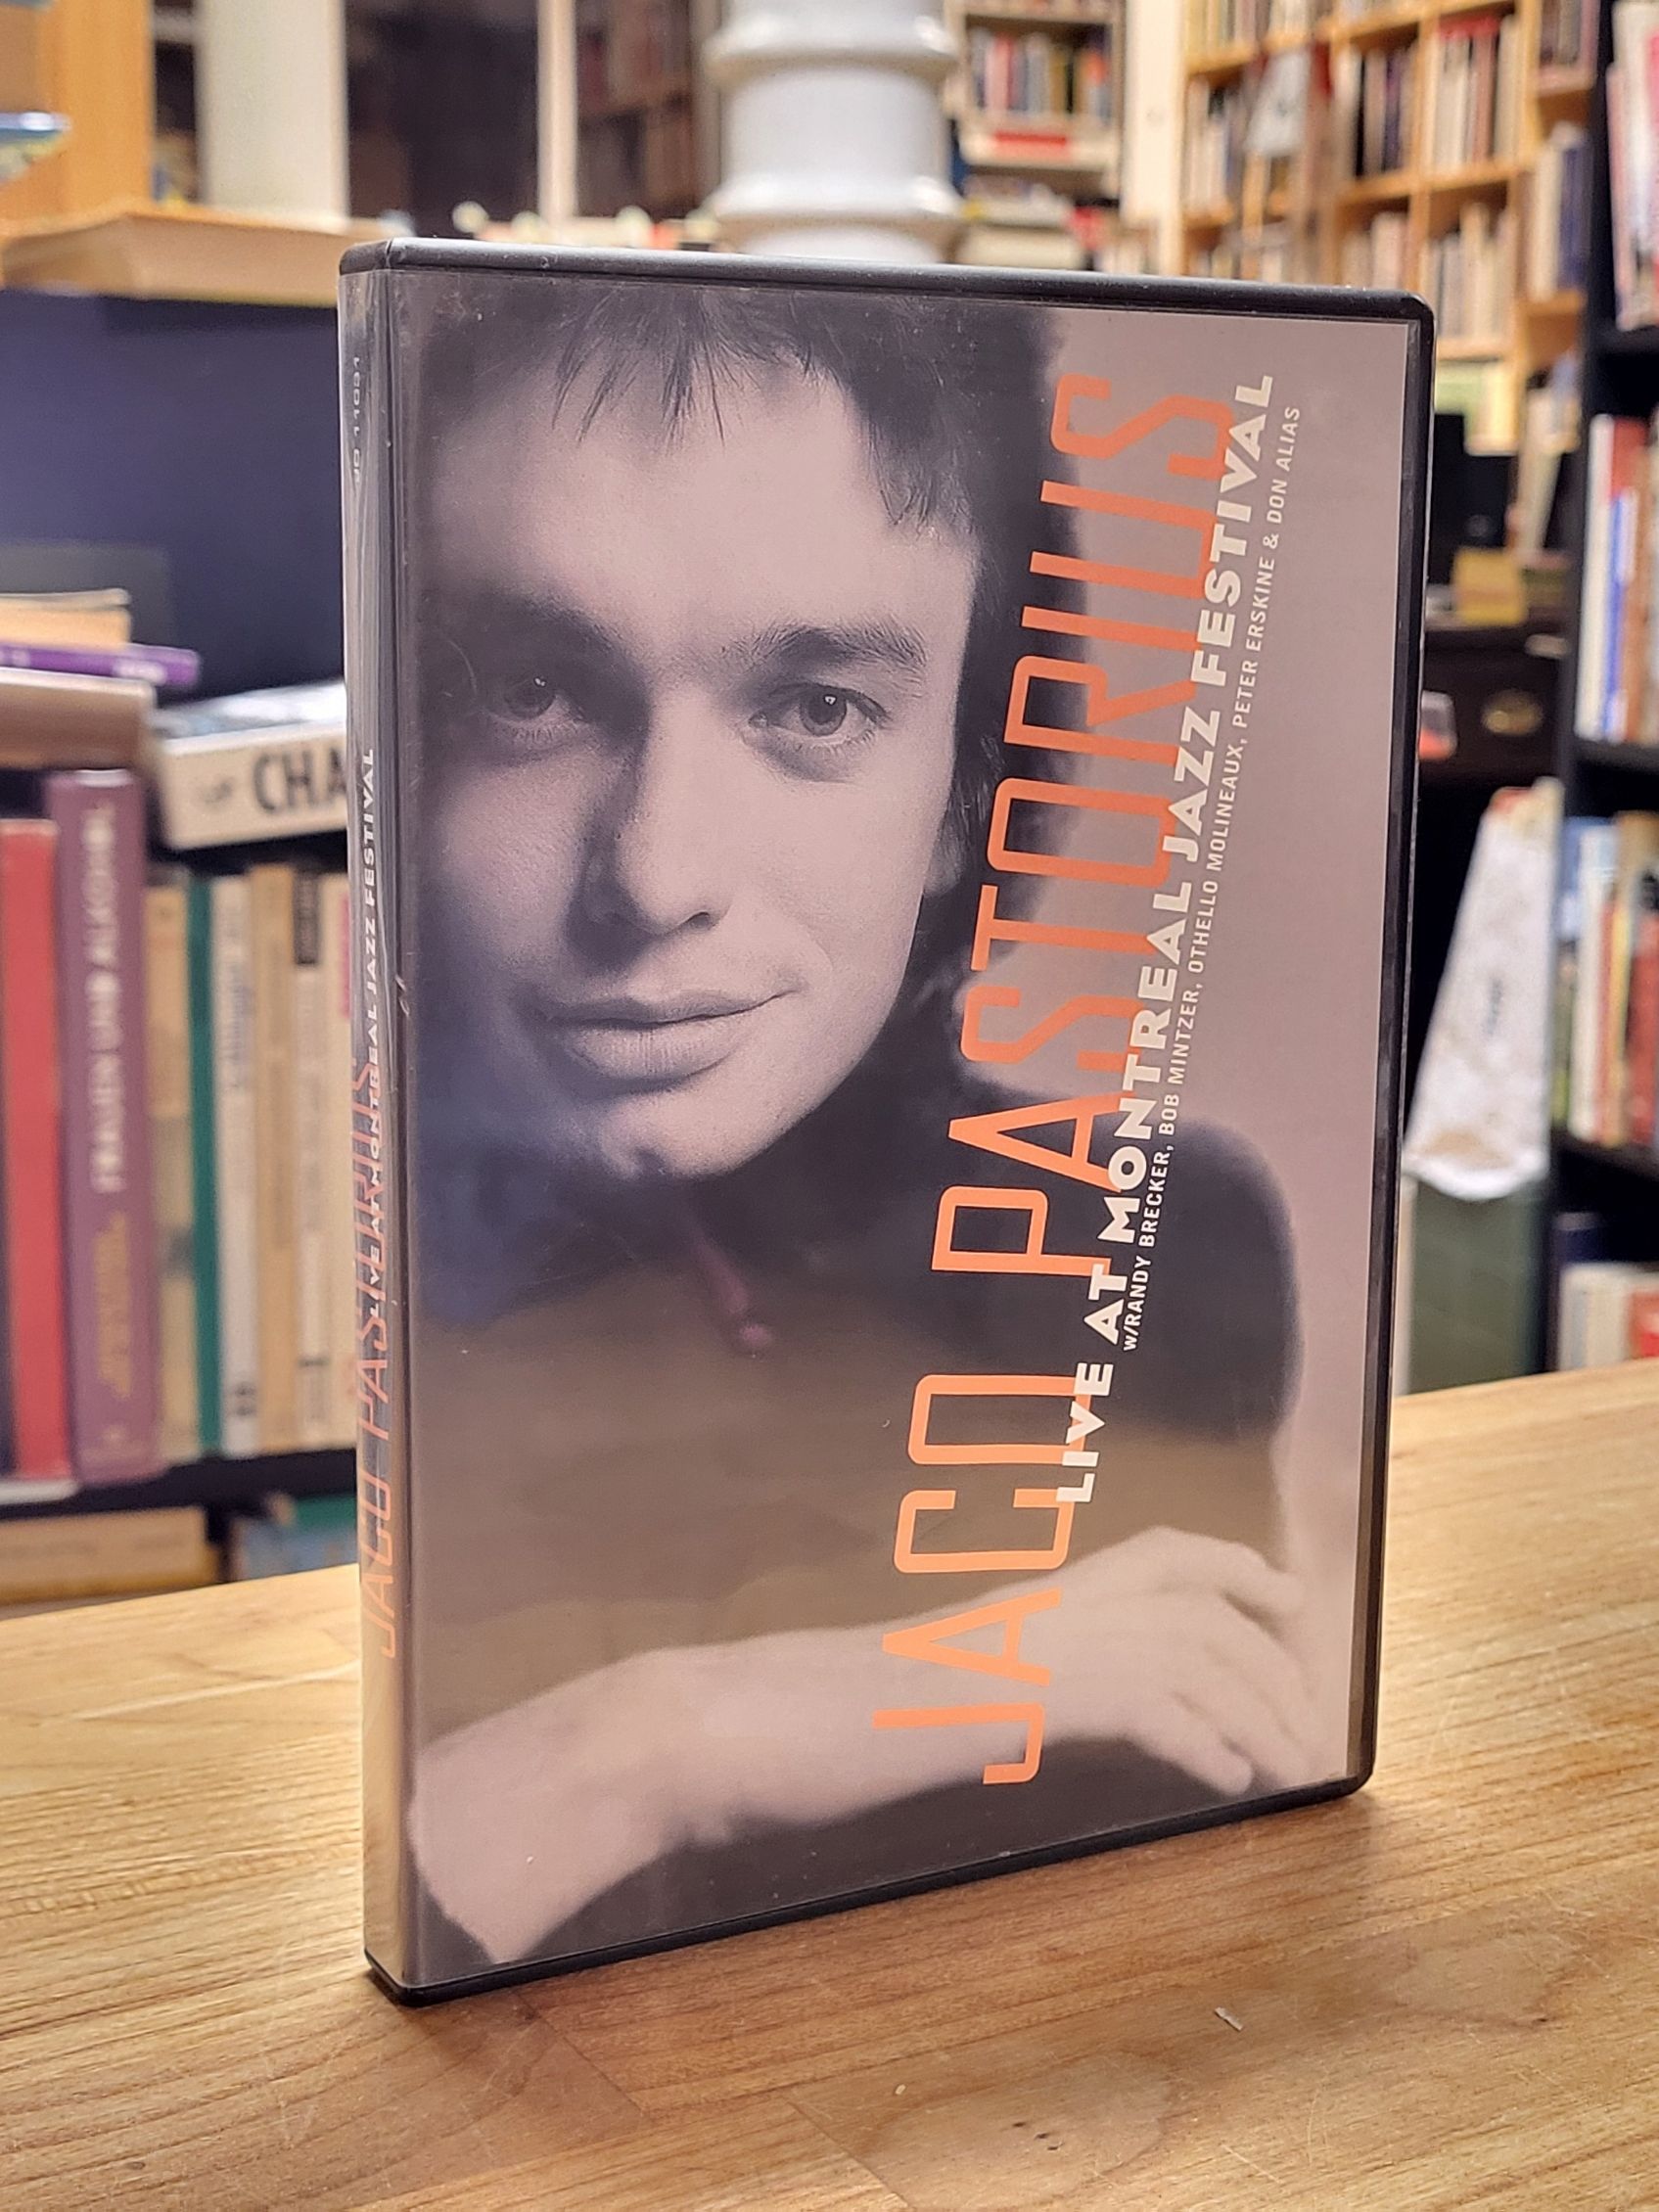 JACO PASTORIUS
LIVE AT MONTREAL JAZZ FESTIVAL
W/RANDY BRECKER, BOB MINTZER, OTHELLO MOLINEAUX, PETER ERSKINE & DON ALIAS
JACO PASTORIUS
LIVE AT MONTREAL JAZZ FESTIVAL
CHA
FRAUEN UND ALKOHOL